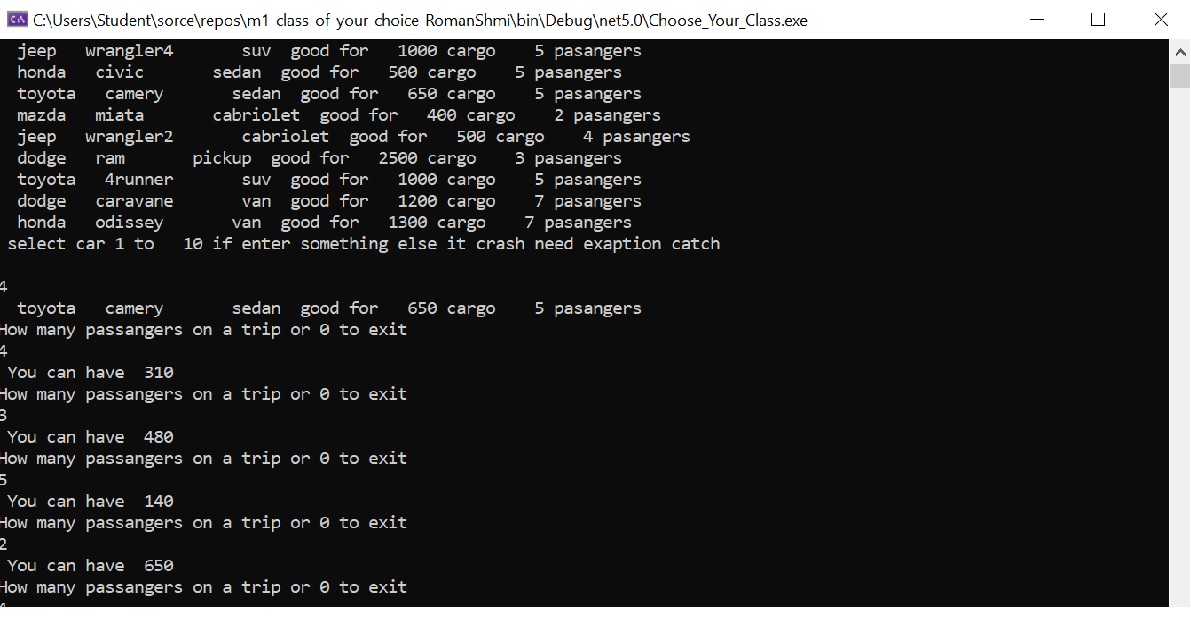 C:\Users\Student\sorce\repos\m1 class of your choice RomanShmi\bin\Debug\net5.0\Choose_Your_Class.exe
jeep wrangler4 suv good for 1000 cargo 5 pasangers
honda civic sedan good for 500 cargo 5 pasangers
toyota camery sedan good for 650 cargo 5 pasangers
mazda miata cabriolet good for 400 cargo 2 pasangers
jeep wrangler2 cabriolet good for 500 cargo 4 pasangers
dodge ram pickup good for 2500 cargo 3 pasangers
toyota 4runner suv good for 1000 cargo 5 pasangers
dodge caravane van good for 1200 cargo 7 pasangers
honda odissey van good for 1300 cargo 7 pasangers
select car 1 to 10 if enter something else it crash need exaption catch
4
toyota camery sedan good for 650 cargo 5 pasangers
How many passangers on a trip or 0 to exit
4
You can have 310
How many passangers on a trip or 0 to exit
3
You can have 480
How many passangers on a trip or 0 to exit
5
You can have 140
How many passangers on a trip or 0 to exit
2
You can have 650
How many passangers on a trip or 0 to exit